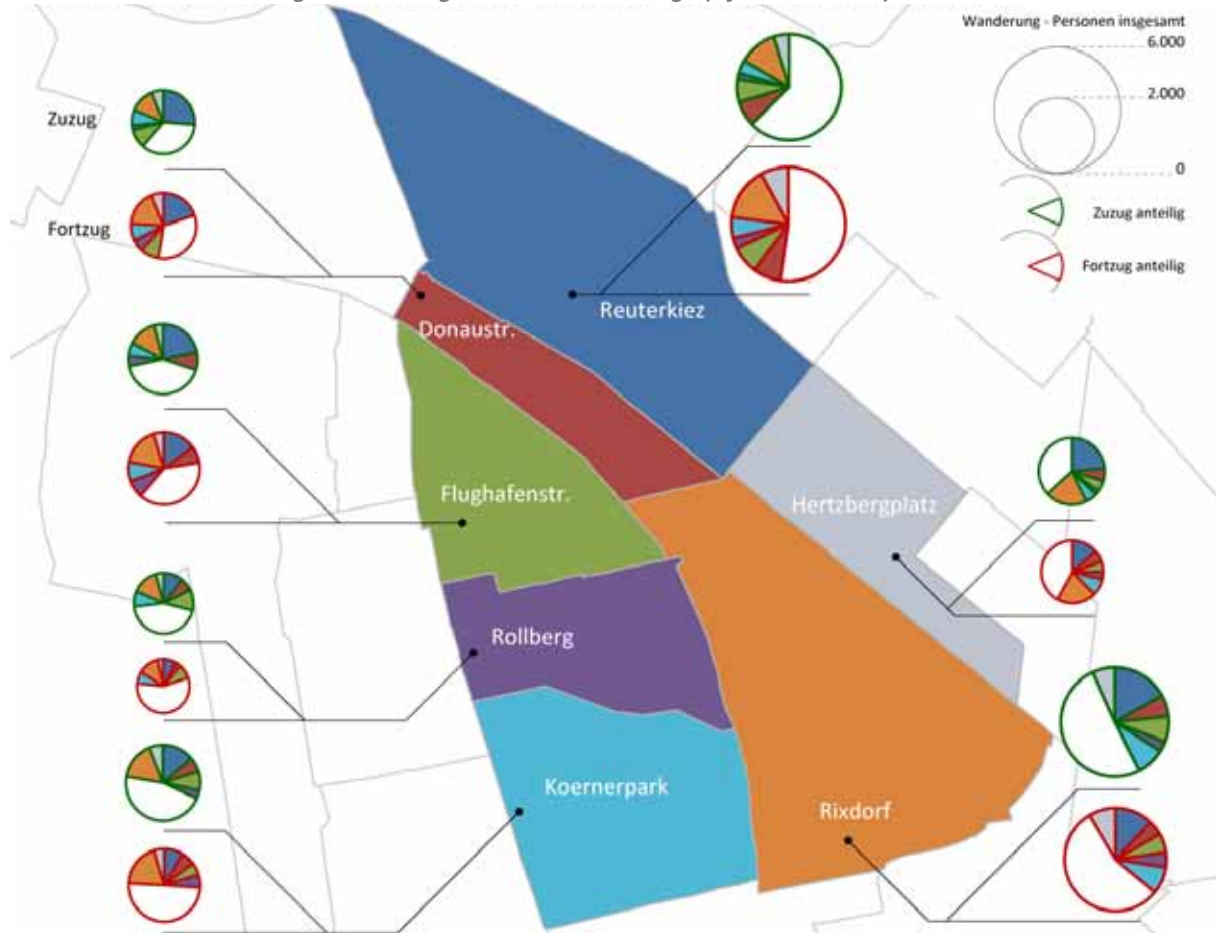 Wanderung - Personen insgesamt
6.000
2.000
0
Zuzug anteilig
Fortzug anteilig
Zuzug
Fortzug
Reuterkiez
Donaustr.
Flughafenstr.
Hertzbergplatz
Rollberg
Koernerpark
Rixdorf